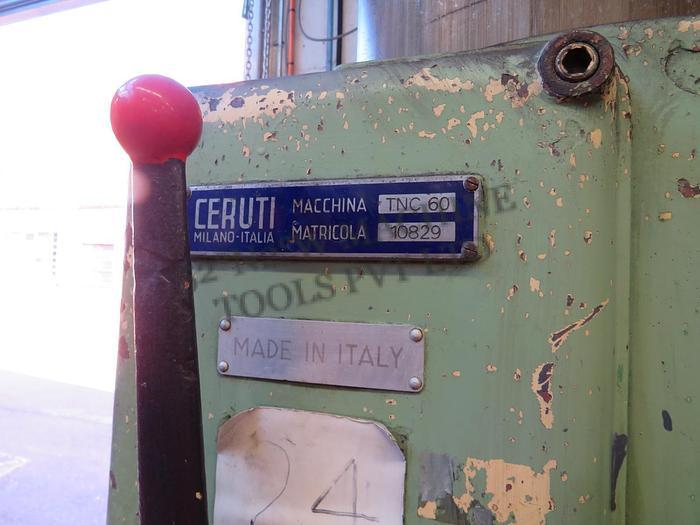 CERUTI MACCHINA TNC 60
MILANO-ITALIA MATRICOLA 10829
TOOLS PVT
MADE IN ITALY
24